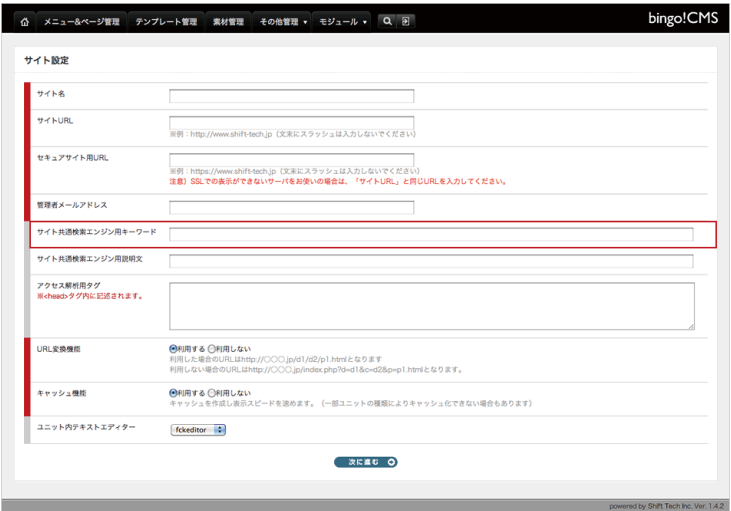 メニュー&ページ管理 テンプレート管理 素材管理 その他管理 ▼ モジュール ▼ bingo!CMS
サイト設定
サイト名
サイトURL
※例：http://www.shift-tech.jp（文末にスラッシュは入力しないでください）
セキュアサイト用URL
※例：https://www.shift-tech.jp（文末にスラッシュは入力しないでください）
注意）SSLでの表示ができないサーバをお使いの場合は、「サイトURL」と同じURLを入力してください。
管理者メールアドレス
サイト共通検索エンジン用キーワード
サイト共通検索エンジン用説明文
アクセス解析用タグ
※<head>タグ内に記述されます。
URL変換機能 利用する 利用しない
利用した場合のURLはhttp://○○○.jp/d1/d2/p1.htmlとなります
利用しない場合のURLはhttp://○○○.jp/index.php?d=d1&c=d2&p=p1.htmlとなります。
キャッシュ機能 利用する 利用しない
キャッシュを作成し表示スピードを速めます。（一部ユニットの種類によりキャッシュ化できない場合もあります）
ユニット内テキストエディター fckeditor
次に進む
powered by Shift Tech Inc. Ver. 1.4.2